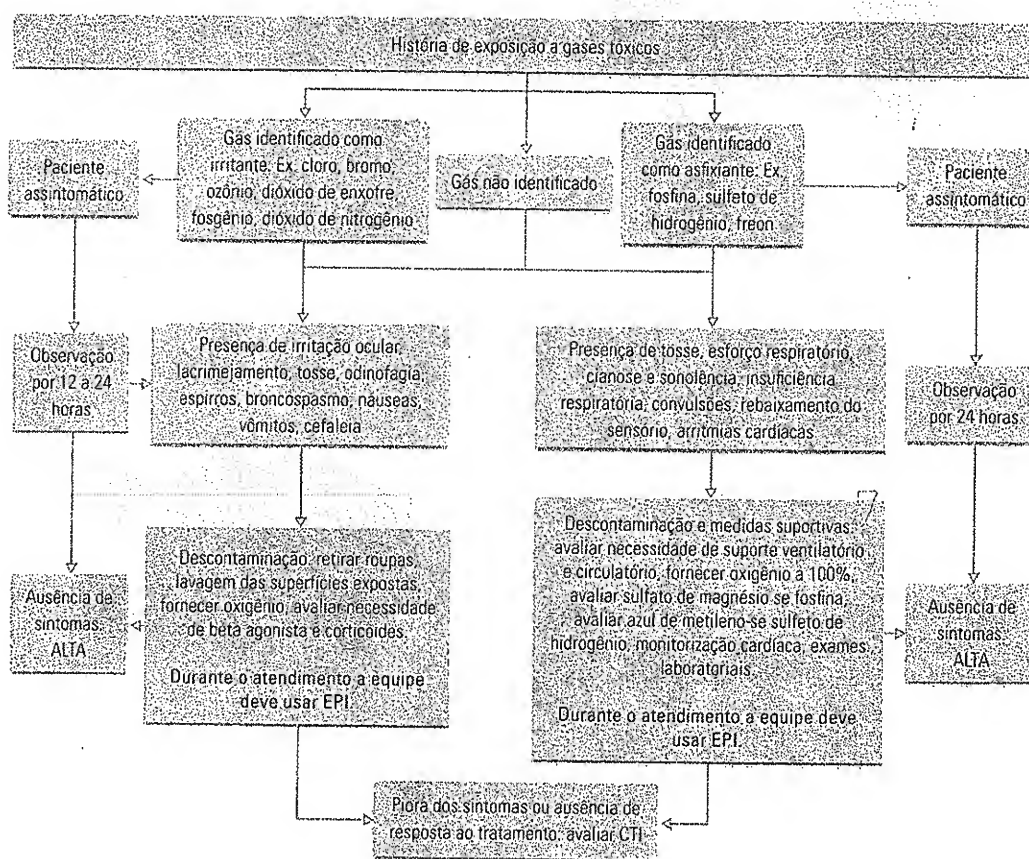 História de exposição a gases tóxicos
Gás identificado como
irritante: Ex. cloro, bromo,
ozônio, dióxido de enxofre,
fosgênio, dióxido de nitrogênio
Gás não identificado
Gás identificado
como asfixiante: Ex.
fosfina, sulfeto de
hidrogênio, freon
Paciente
assintomático
Paciente
assintomático
Observação
por 12 a 24
horas
Presença de irritação ocular,
lacrimejamento, tosse, odinofagia,
espirros, broncospasmo, náuseas,
vômitos, cefaleia
Presença de tosse, esforço respiratório,
cianose e sonolência, insuficiência
respiratória, convulsões, rebaixamento do
sensório, arritmias cardíacas
Observação
por 24 horas
Ausência de
sintomas:
ALTA
Descontaminação: retirar roupas,
lavagem das superfícies expostas,
fornecer oxigênio, avaliar necessidade
de beta agonista e corticóides.
Durante o atendimento a equipe
deve usar EPI.
Descontaminação e medidas suportivas:
avaliar necessidade de suporte ventilatório
e circulatório, fornecer oxigênio a 100%,
avaliar sulfato de magnésio se fosfina,
avaliar azul de metileno se sulfeto de
hidrogênio, monitorização cardíaca, exames
laboratoriais.
Durante o atendimento a equipe deve
usar EPI.
Ausência de
sintomas:
ALTA
Piora dos sintomas ou ausência de
resposta ao tratamento: avaliar CTI